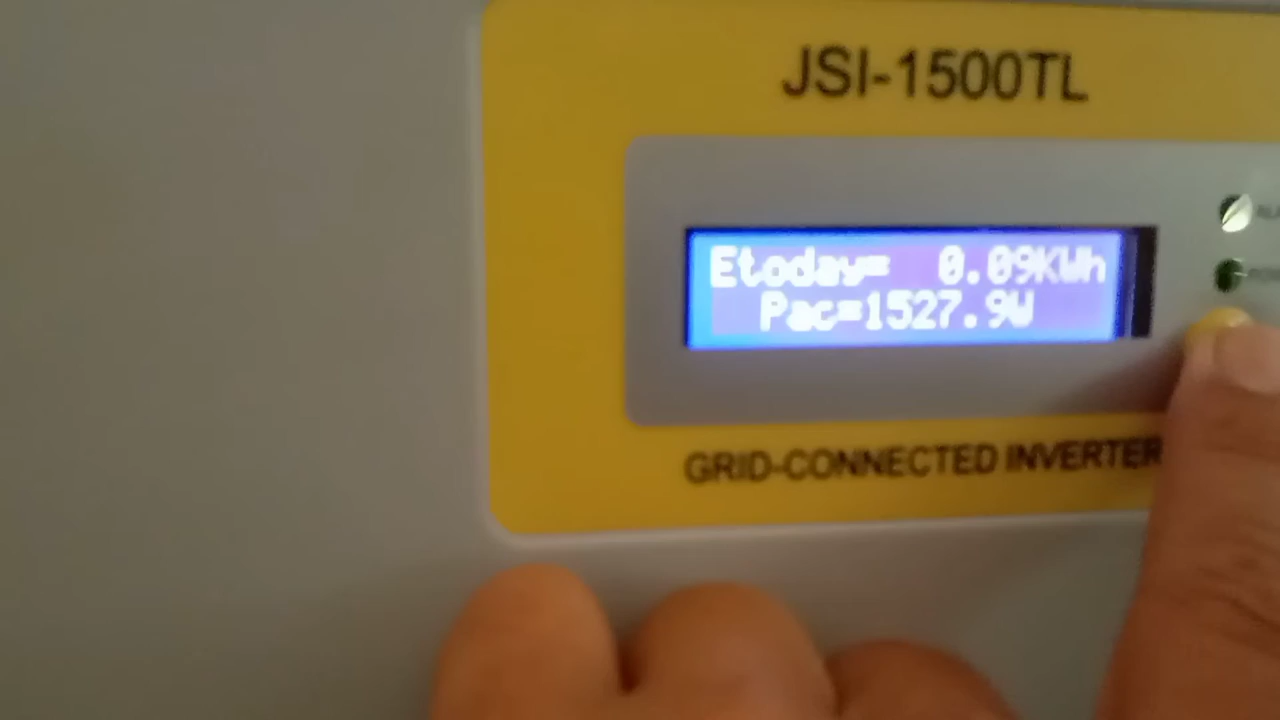 JSI-1500TL
Etoday= 0.09KWh
Pac=1527.9W
GRID-CONNECTED INVERTER